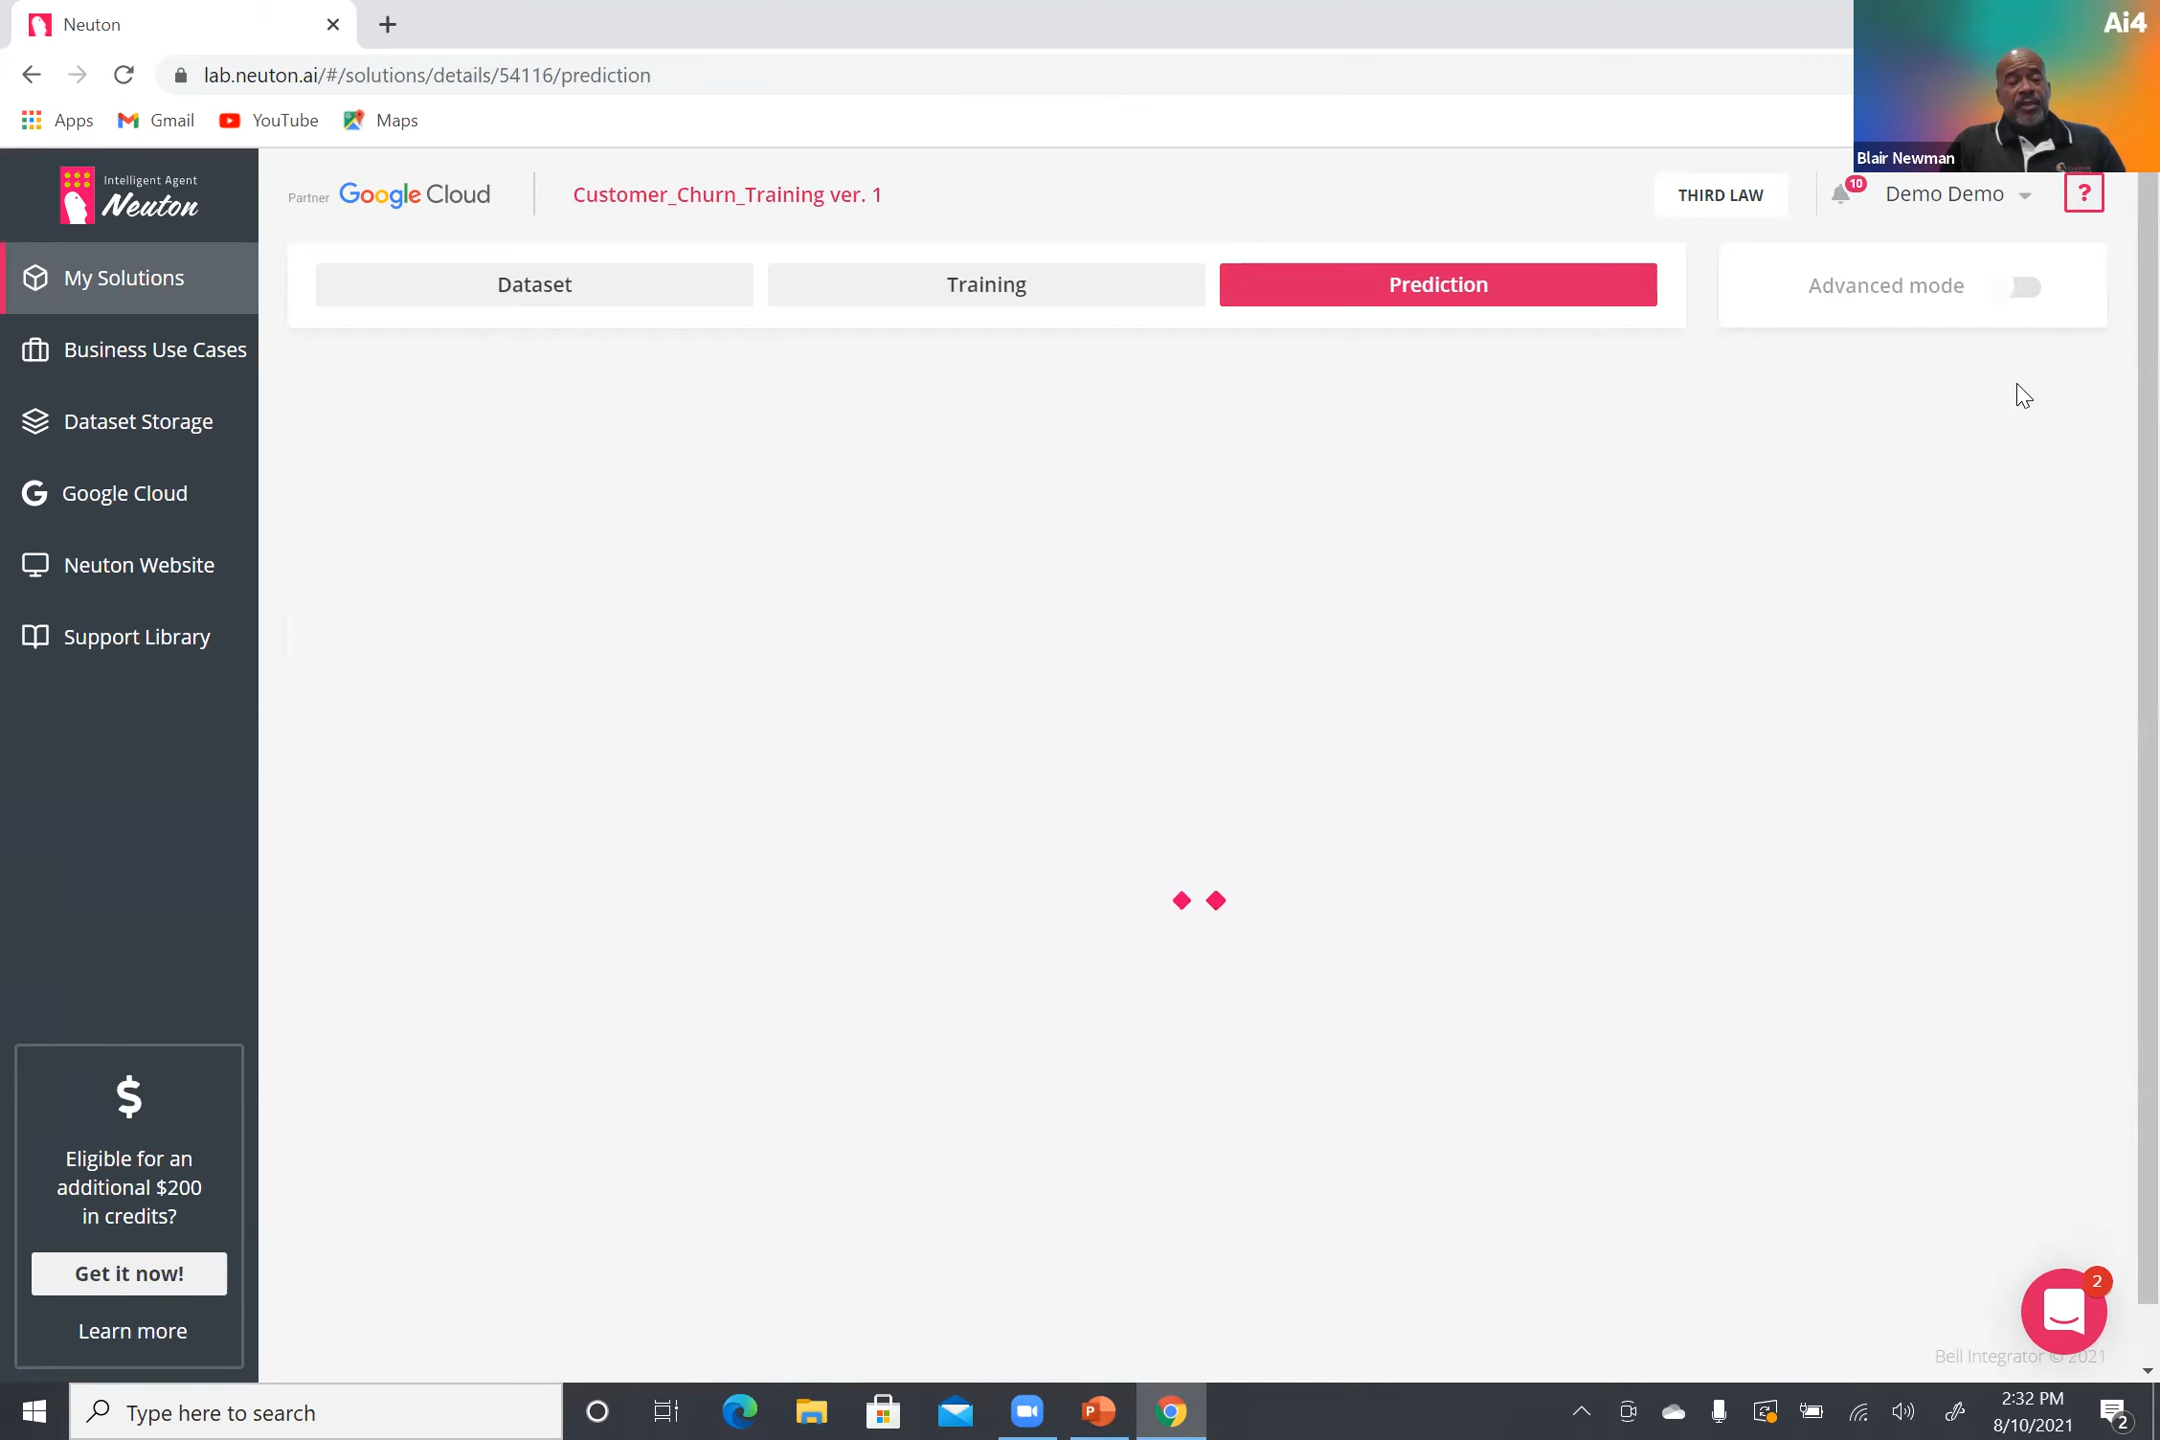 Neuton
Ai4
lab.neuton.ai/#/solutions/details/54116/prediction
Apps
Gmail
YouTube
Maps
Blair Newman
Intelligent Agent
Neuton
Partner Google Cloud
Customer_Churn_Training ver. 1
THIRD LAW
10
Demo Demo
?
My Solutions
Dataset
Training
Prediction
Advanced mode
Business Use Cases
Dataset Storage
Google Cloud
Neuton Website
Support Library
$
Eligible for an
additional $200
in credits?
Get it now!
Learn more
2
Bell Integrator © 2021
Type here to search
2:32 PM
8/10/2021
2